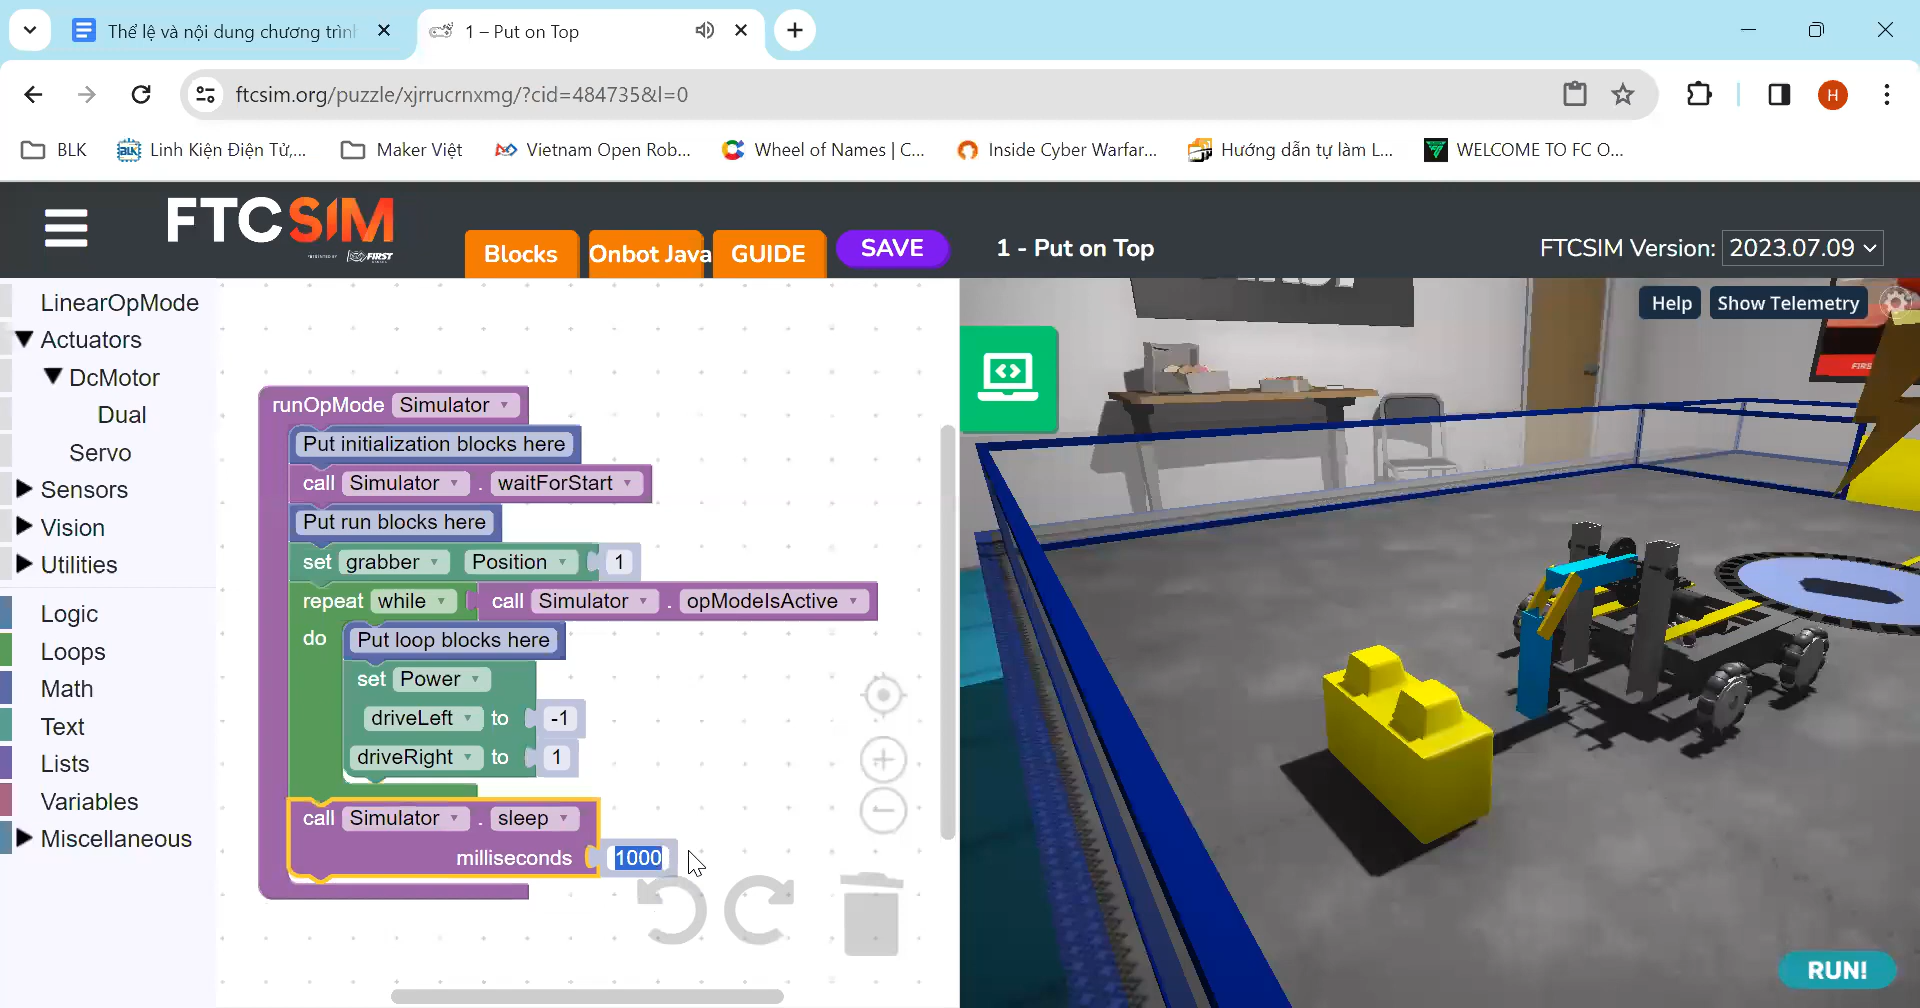 Thể lệ và nội dung chương trình
1 – Put on Top
ftcsim.org/puzzle/xjrrucrnxmg/?cid=484735&l=0
H
BLK
Linh Kiện Điện Tử,...
Maker Việt
Vietnam Open Rob...
Wheel of Names | C...
Inside Cyber Warfar...
Hướng dẫn tự làm L...
WELCOME TO FC O...
FTCSIM
FIRST
Blocks
Onbot Java
GUIDE
SAVE
1 - Put on Top
FTCSIM Version: 2023.07.09
LinearOpMode
Actuators
DcMotor
Dual
Servo
Sensors
Vision
Utilities
Logic
Loops
Math
Text
Lists
Variables
Miscellaneous
runOpMode Simulator
Put initialization blocks here
call Simulator . waitForStart
Put run blocks here
set grabber Position 1
repeat while call Simulator . opModeIsActive
do Put loop blocks here
set Power
driveLeft to -1
driveRight to 1
call Simulator . sleep
milliseconds 1000
Help
Show Telemetry
RUN!